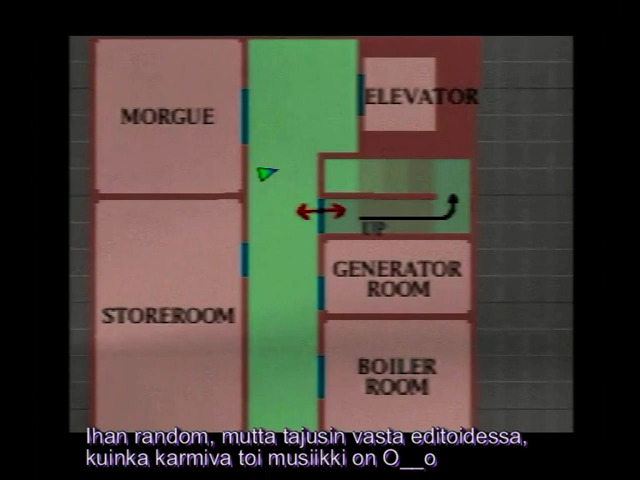 MORGUE
ELEVATOR
UP
GENERATOR
ROOM
STOREROOM
BOILER
ROOM
Ihan random, mutta tajusin vasta editoidessa,
kuinka karmiva toi musiikki on O__o